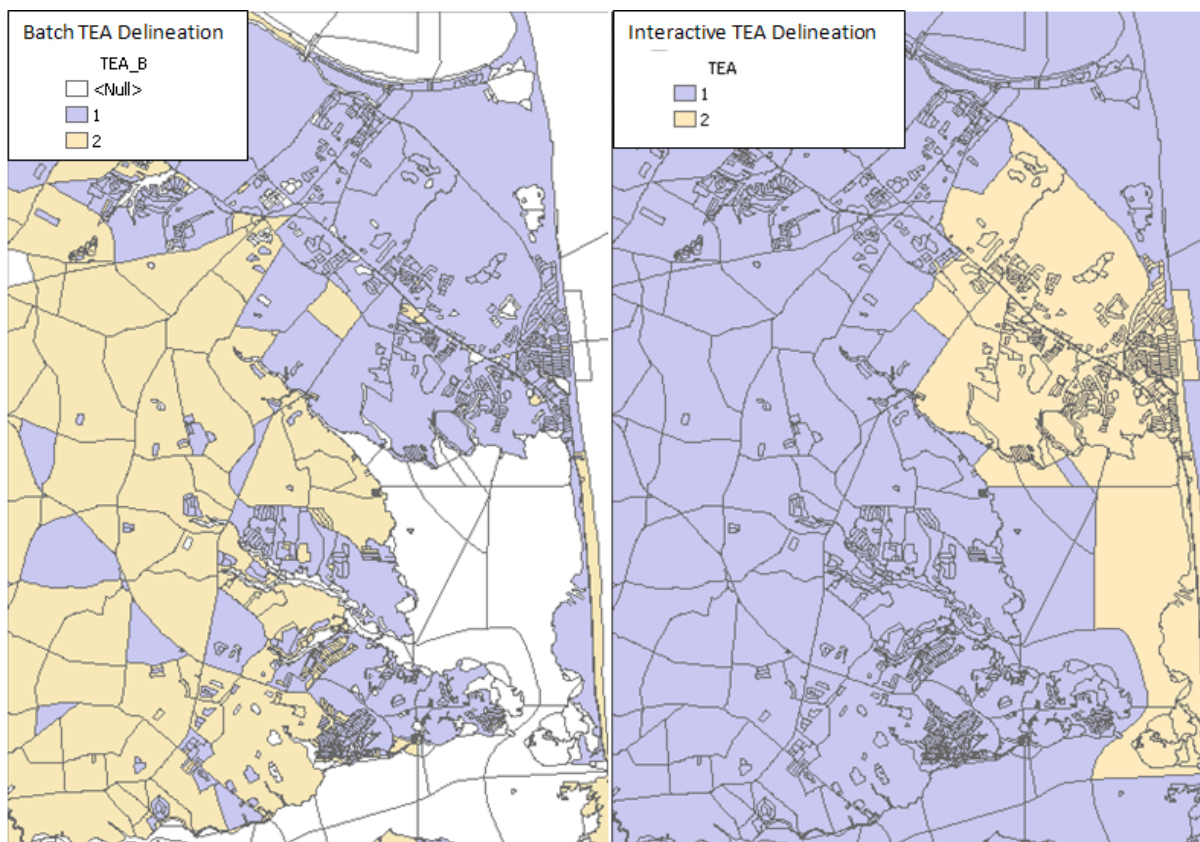 Batch TEA Delineation
TEA_B
<Null>
1
2
Interactive TEA Delineation
TEA
1
2